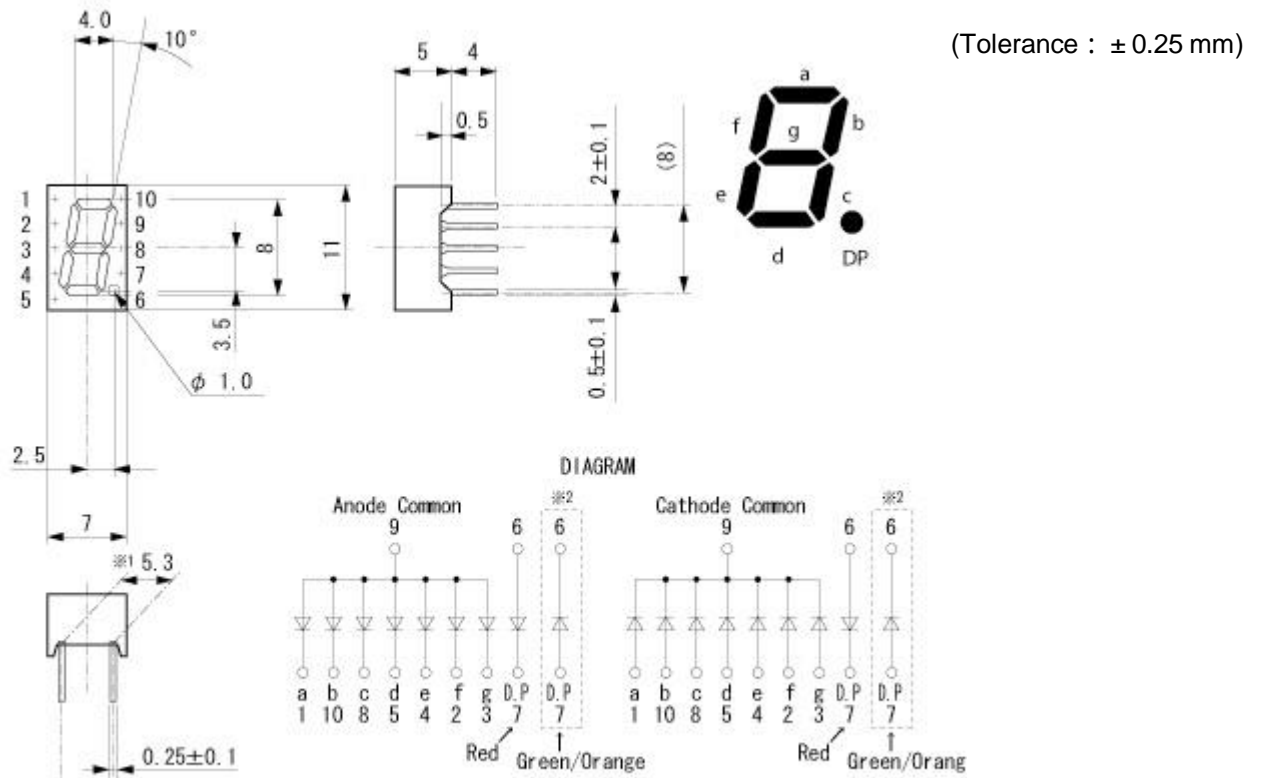 (Tolerance : ± 0.25 mm)
4.0
10°
5
4
0.5
2±0.1
(8)
a
f
b
g
e
c
d
DP
1
2
3
4
5
10
9
8
7
6
8
11
3.5
0.5±0.1
φ 1.0
2.5
7
※1 5.3
0.25±0.1
DIAGRAM
Anode Common
9
6
※2
6
a b c d e f g D.P D.P
1 10 8 5 4 2 3 7 7
Red
Green/Orange
Cathode Common
9
6
※2
6
a b c d e f g D.P D.P
1 10 8 5 4 2 3 7 7
Red
Green/Orang